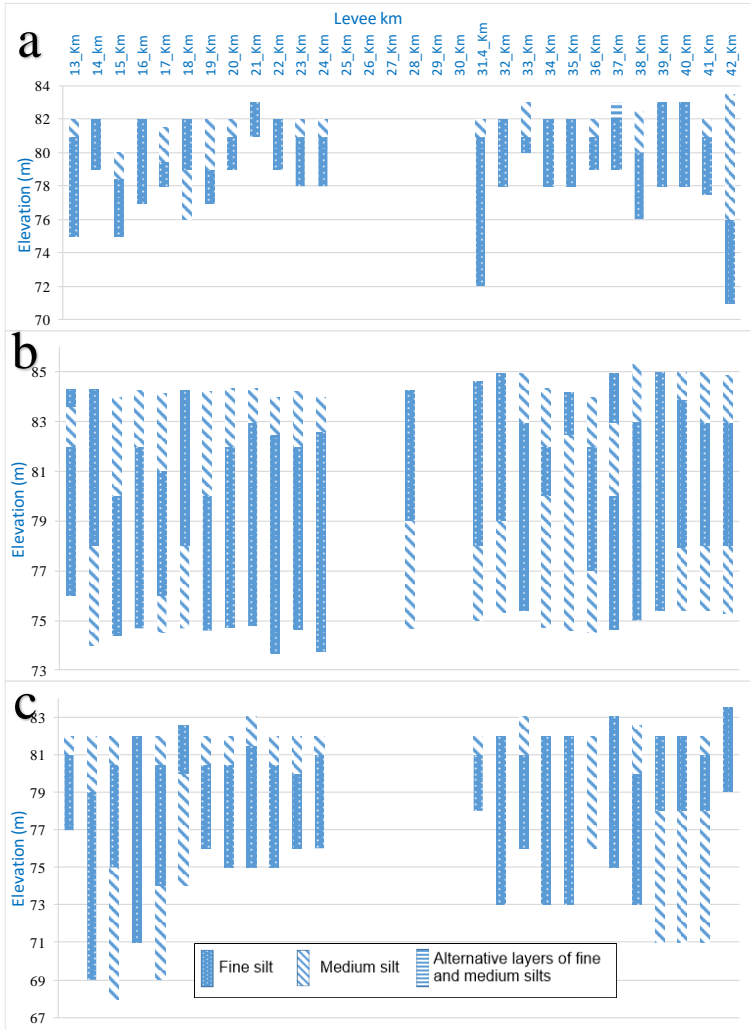 Levee km
a
13_Km 14_Km 15_Km 16_Km 17_Km 18_Km 19_Km 20_Km 21_Km 22_Km 24_Km 25_Km 26_Km 27_Km 28_Km 29_Km 30_Km 31.4_Km 32_Km 33_Km 34_Km 35_Km 36_Km 37_Km 38_Km 39_Km 40_Km 41_Km 42_Km
84
82
80
78
76
74
72
70
Elevation (m)
b
85
83
81
79
77
75
73
Elevation (m)
c
83
81
79
77
75
73
71
69
67
Elevation (m)
Fine silt
Medium silt
Alternative layers of fine
and medium silts